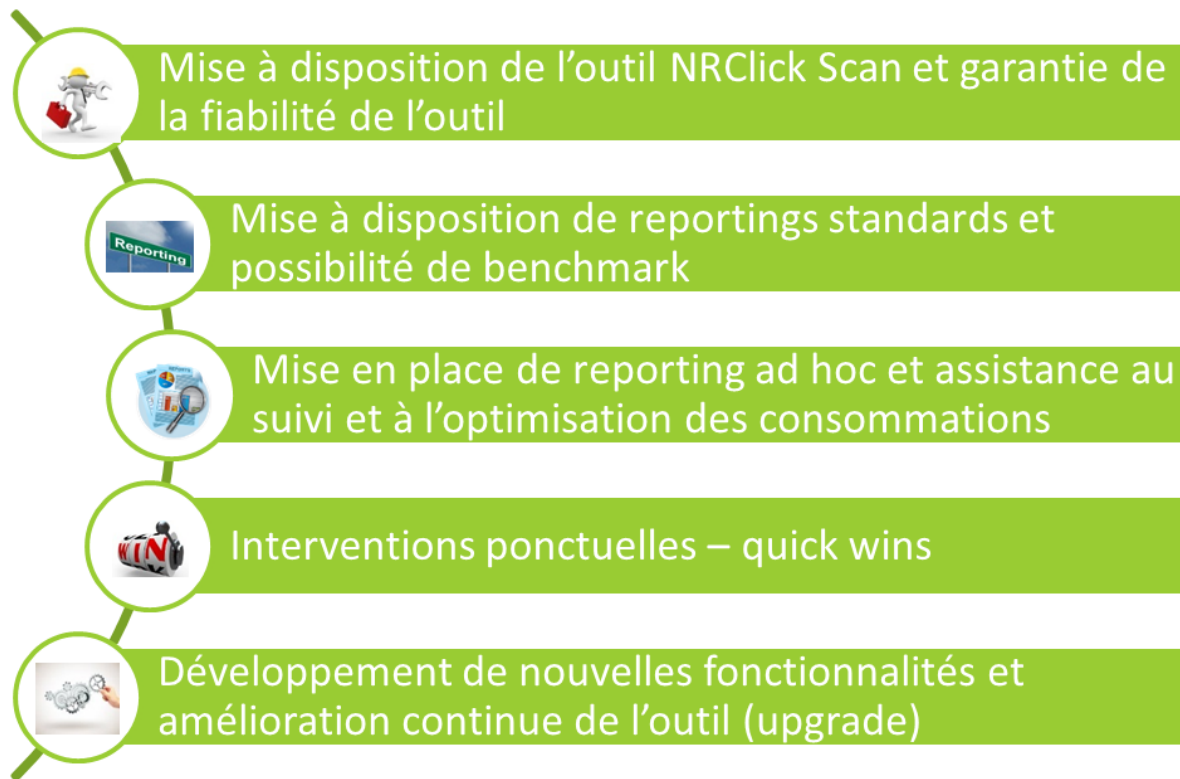 Mise à disposition de l’outil NRClick Scan et garantie de
la fiabilité de l’outil
Reporting
Mise à disposition de reportings standards et
possibilité de benchmark
Mise en place de reporting ad hoc et assistance au
suivi et à l’optimisation des consommations
WIN
Interventions ponctuelles – quick wins
Développement de nouvelles fonctionnalités et
amélioration continue de l’outil (upgrade)